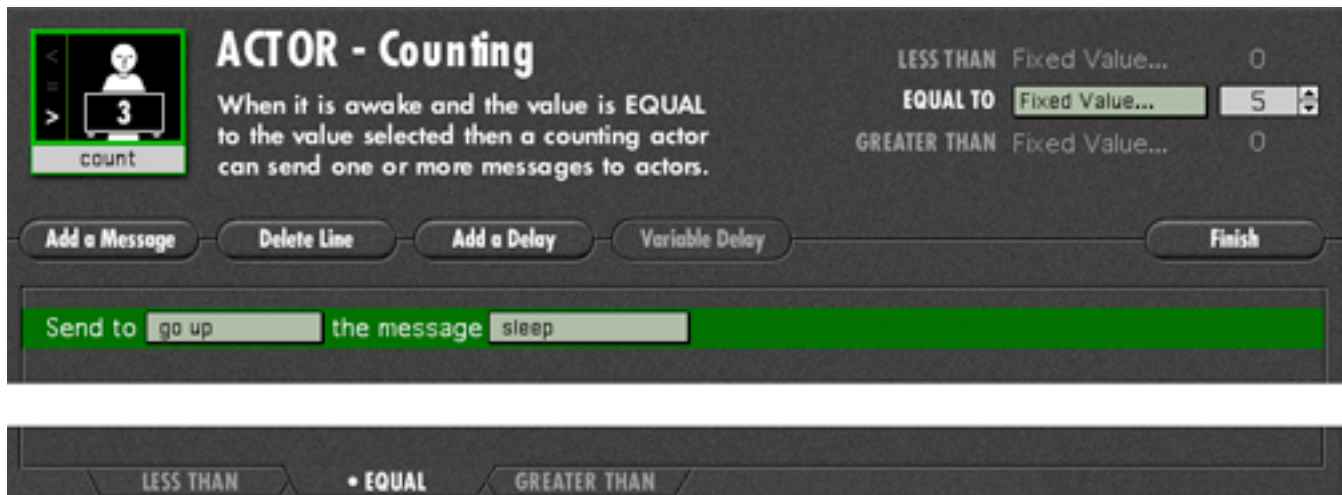 <
=
> 3
count
ACTOR - Counting
When it is awake and the value is EQUAL
to the value selected then a counting actor
can send one or more messages to actors.
LESS THAN Fixed Value... 0
EQUAL TO Fixed Value... 5
GREATER THAN Fixed Value... 0
Add a Message Delete Line Add a Delay Variable Delay Finish
Send to go up the message sleep
LESS THAN • EQUAL GREATER THAN